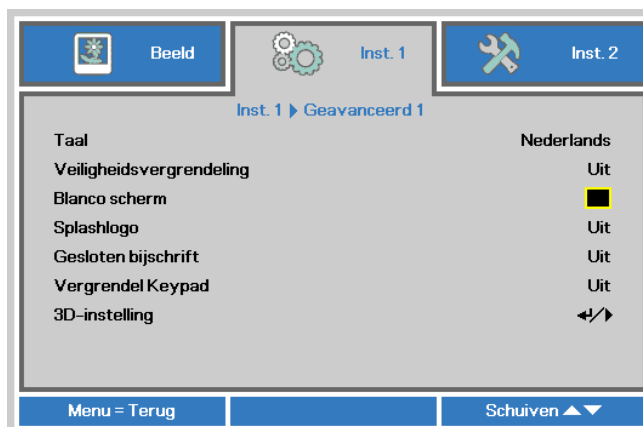 Beeld Inst. 1 Inst. 2
Inst. 1 Geavanceerd 1
Taal Nederlands
Veiligheidsvergrendeling Uit
Blanco scherm
Splashlogo Uit
Gesloten bijschrift Uit
Vergrendel Keypad Uit
3D-instelling
Menu = Terug Schuiven